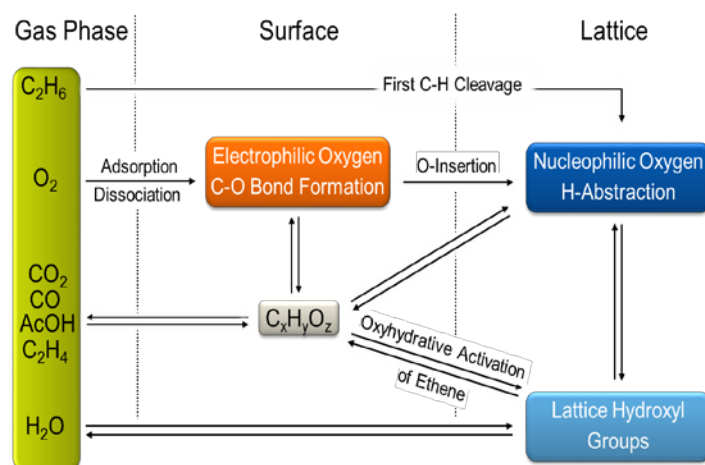 Gas Phase
Surface
Lattice
C₂H₆
First C-H Cleavage
O₂
Adsorption
Dissociation
Electrophilic Oxygen
C-O Bond Formation
O-Insertion
Nucleophilic Oxygen
H-Abstraction
CO₂
CO
AcOH
C₂H₄
CₓHᵧO_z
Oxyhydrative Activation
of Ethene
H₂O
Lattice Hydroxyl
Groups